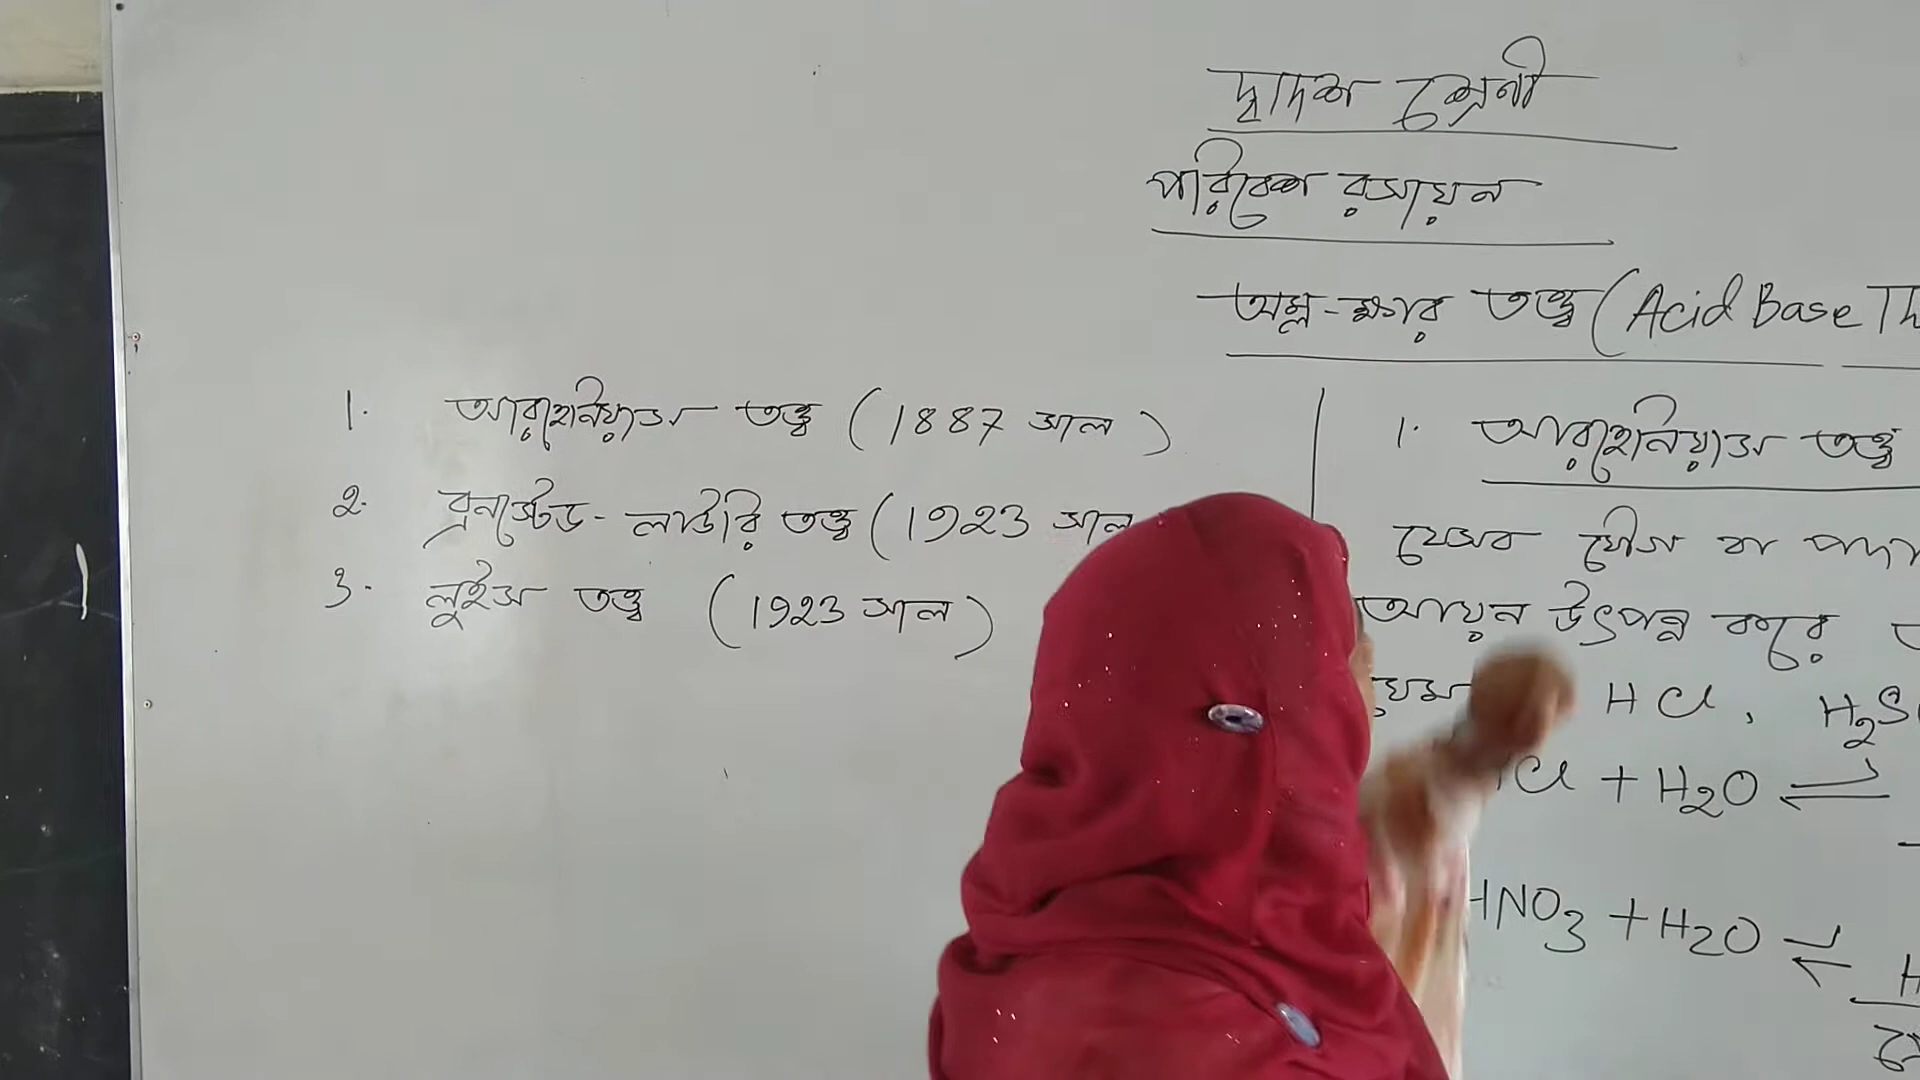 দ্বাদশ শ্রেণী
পরিবেশ রসায়ন
অম্ল-ক্ষার তত্ত্ব (Acid Base Th
1. আরহেনিয়াস তত্ত্ব (1887 সাল)
2. ব্রনস্টেড-লাউরি তত্ত্ব (1923 সাল
3. লুইস তত্ত্ব (1923 সাল)
1. আরহেনিয়াস তত্ত্ব
যেসব যৌগ বা পদা
আয়ন উৎপন্ন করে
HCl, H2S
Cl + H2O ⇌
HNO3 + H2O ⇌ H